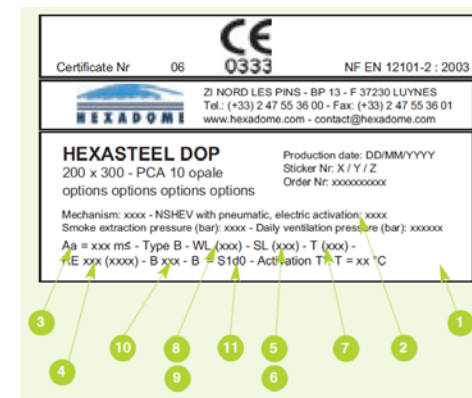 CE
Certificate Nr 06 0333 NF EN 12101-2 : 2003
HEXADOME
ZI NORD LES PINS - BP 13 - F 37230 LUYNES
Tel.: (+33) 2 47 55 36 00 - Fax: (+33) 2 47 55 36 01
www.hexadome.com - contact@hexadome.com
HEXASTEEL DOP
200 x 300 - PCA 10 opale
options options options options
Production date: DD/MM/YYYY
Sticker Nr: X / Y / Z
Order Nr: xxxxxxxxxx
Mechanism: xxxx - NSHEV with pneumatic, electric activation: xxxx
Smoke extraction pressure (bar): xxxx - Daily ventilation pressure (bar): xxxxxx
Aa = xxx m≤ - Type B - WL (xxx) - SL (xxx) - T (xxx) -
RE xxx (xxxx) - B xxx - B = S1d0 - Activation T°: T = xx °C
3 1
4 10 8 11 5 7 2
9 6